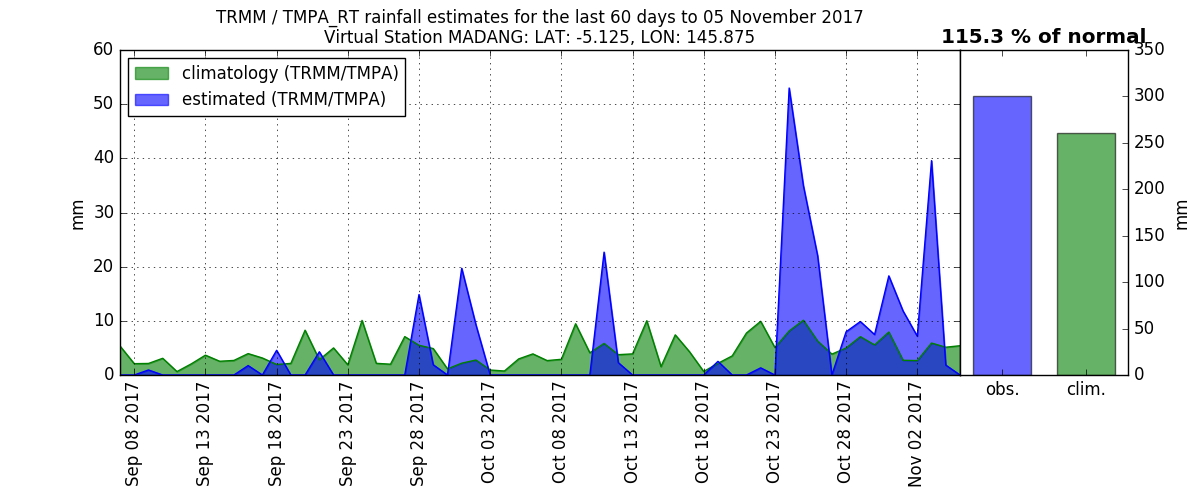 TRMM / TMPA_RT rainfall estimates for the last 60 days to 05 November 2017
Virtual Station MADANG: LAT: -5.125, LON: 145.875
115.3 % of normal
climatology (TRMM/TMPA)
estimated (TRMM/TMPA)
60
50
40
30
20
10
0
mm
Sep 08 2017
Sep 13 2017
Sep 18 2017
Sep 23 2017
Sep 28 2017
Oct 03 2017
Oct 08 2017
Oct 13 2017
Oct 18 2017
Oct 23 2017
Oct 28 2017
Nov 02 2017
obs.
clim.
350
300
250
200
150
100
50
0
mm